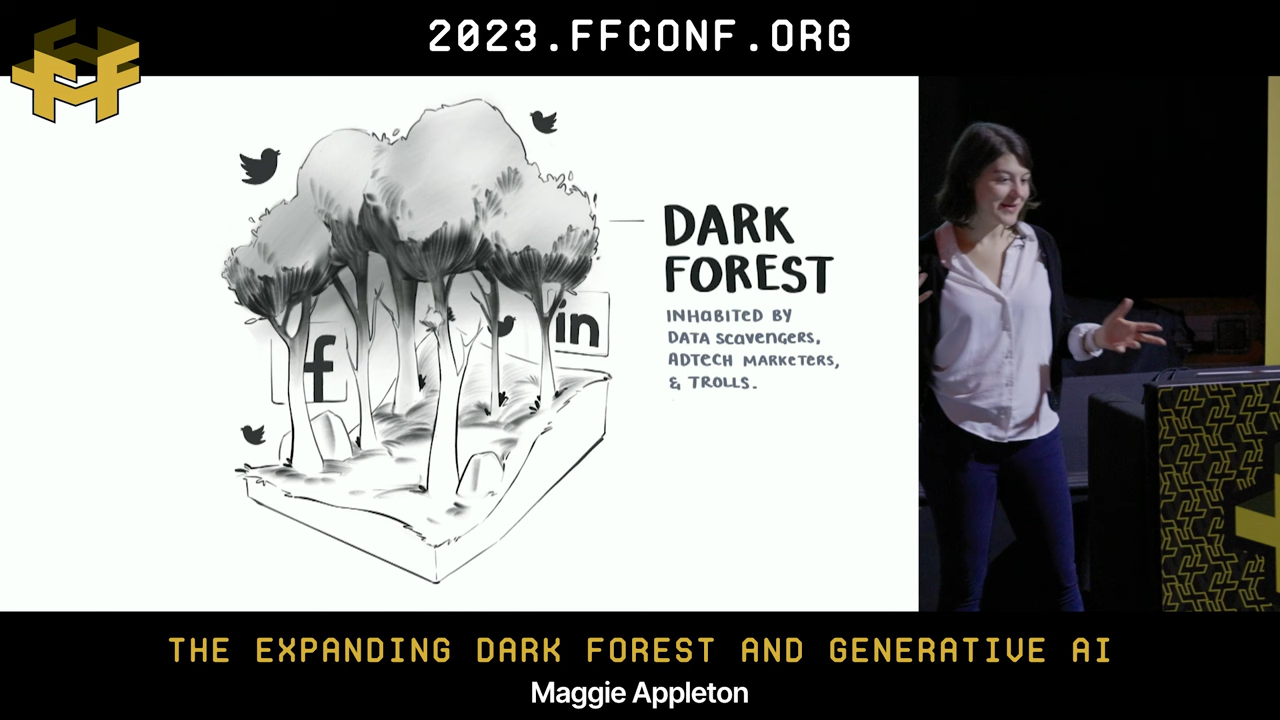 2023.FFCONF.ORG
DARK
FOREST
INHABITED BY
DATA SCAVENGERS,
ADTECH MARKETERS,
& TROLLS.
f
in
THE EXPANDING DARK FOREST AND GENERATIVE AI
Maggie Appleton